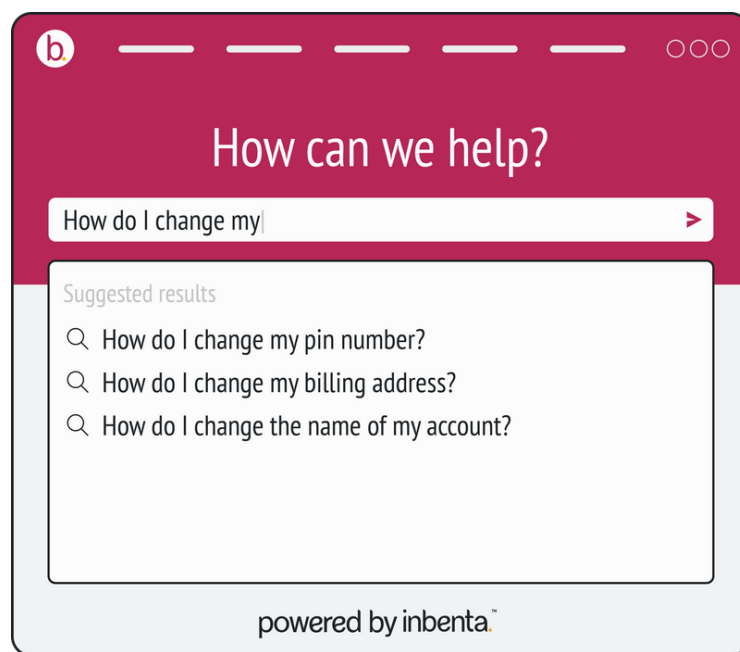 b.
How can we help?
How do I change my
Suggested results
How do I change my pin number?
How do I change my billing address?
How do I change the name of my account?
powered by inbenta.™